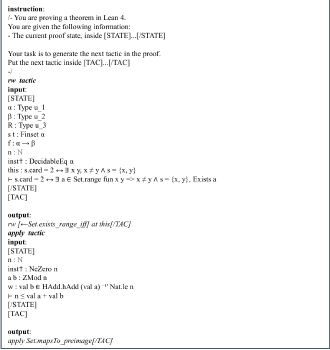 instruction:
/- You are proving a theorem in Lean 4.
You are given the following information:
- The current proof state, inside [STATE]...[/STATE]
Your task is to generate the next tactic in the proof.
Put the next tactic inside [TAC]...[/TAC]
-/
rw tactic
input:
[STATE]
α : Type u_1
β : Type u_2
R : Type u_3
s t : Finset α
f : α → β
n : ℕ
inst† : DecidableEq α
this : s.card = 2 ↔ ∃ x y, x ≠ y ∧ s = {x, y}
⊢ s.card = 2 ↔ ∃ a ∈ Set.range fun x y => x ≠ y ∧ s = {x, y}, Exists a
[/STATE]
[TAC]
output:
rw [←Set.exists_range_iff] at this[/TAC]
apply tactic
input:
[STATE]
n : ℕ
inst† : NeZero n
a b : ZMod n
w : val b ∈ HAdd.hAdd (val a) ⁻¹' Nat.le n
⊢ n ≤ val a + val b
[/STATE]
[TAC]
output:
apply Set.mapsTo_preimage[/TAC]